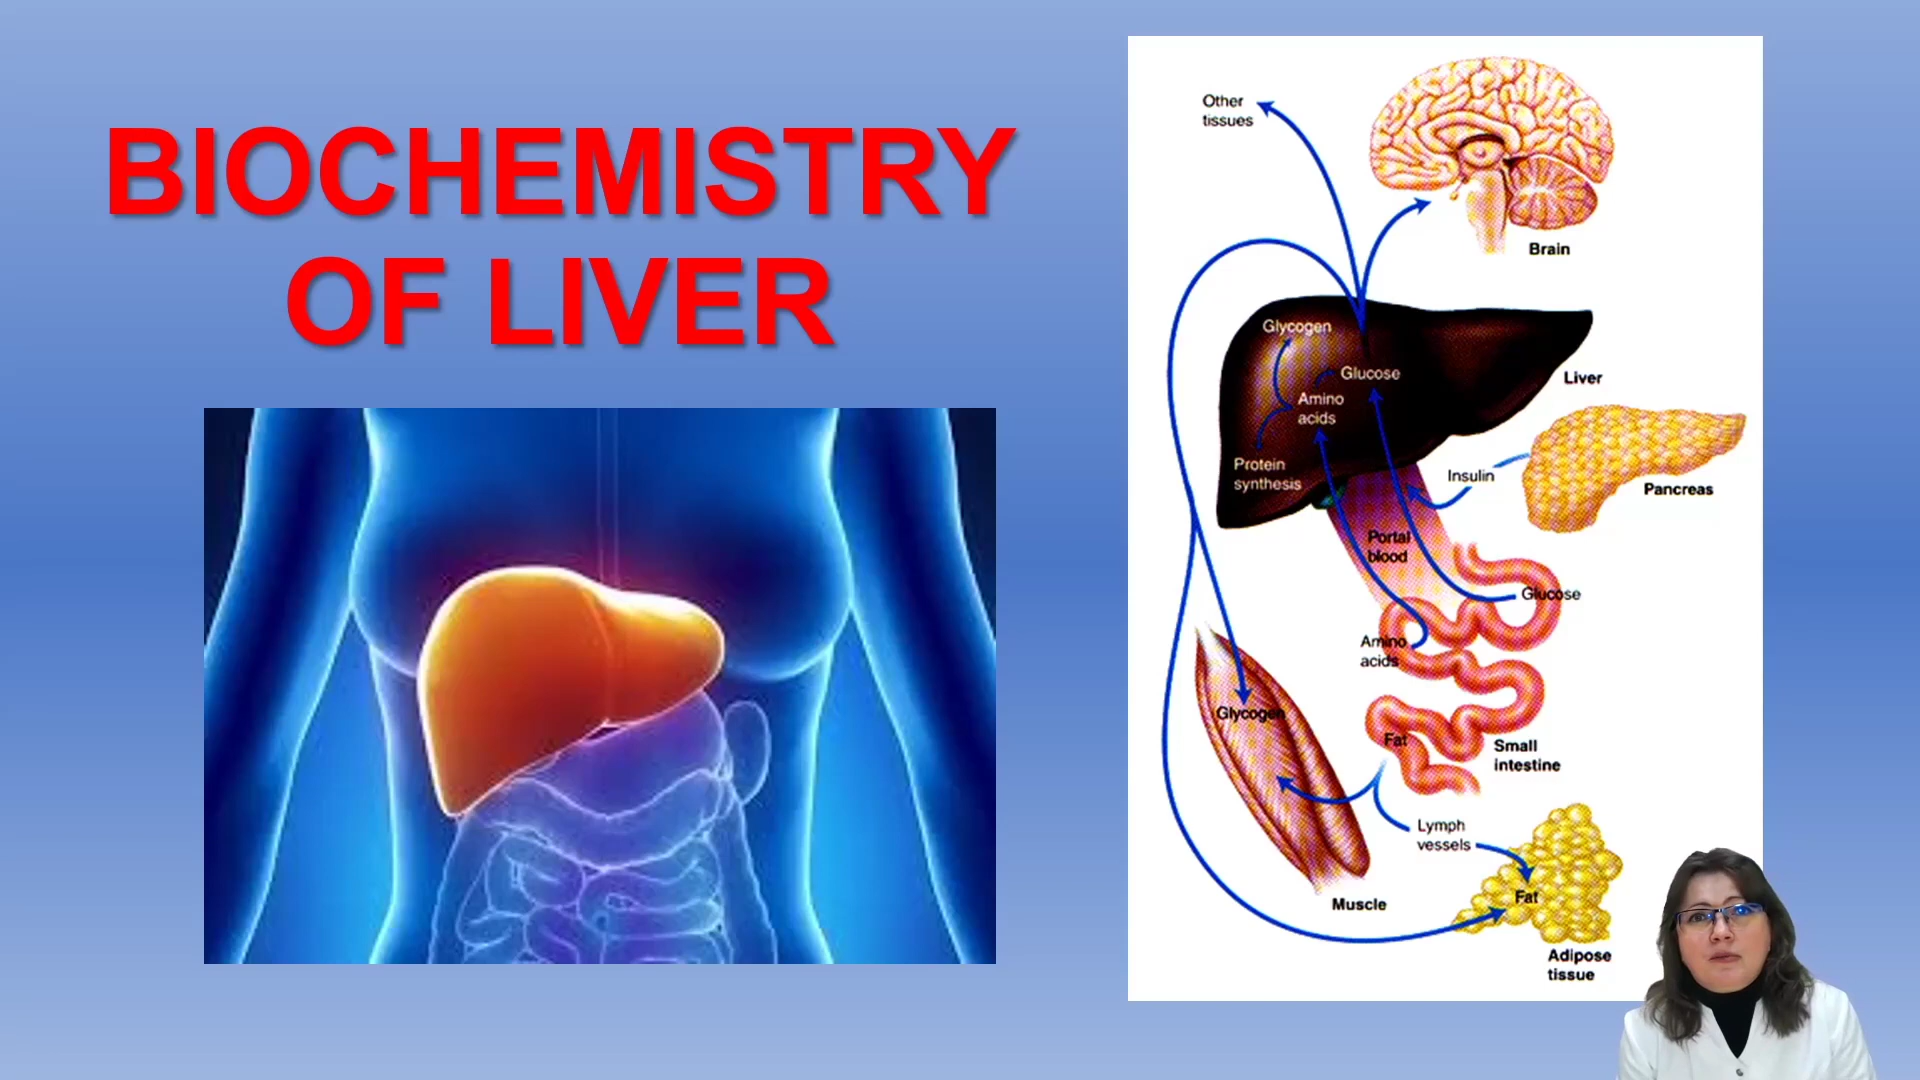 BIOCHEMISTRY
OF LIVER
Other
tissues
Brain
Glycogen
Glucose
Liver
Amino
acids
Protein
synthesis
Insulin
Pancreas
Portal
blood
Glucose
Amino
acids
Glycogen
Fat
Small
intestine
Lymph
vessels
Fat
Muscle
Adipose
tissue